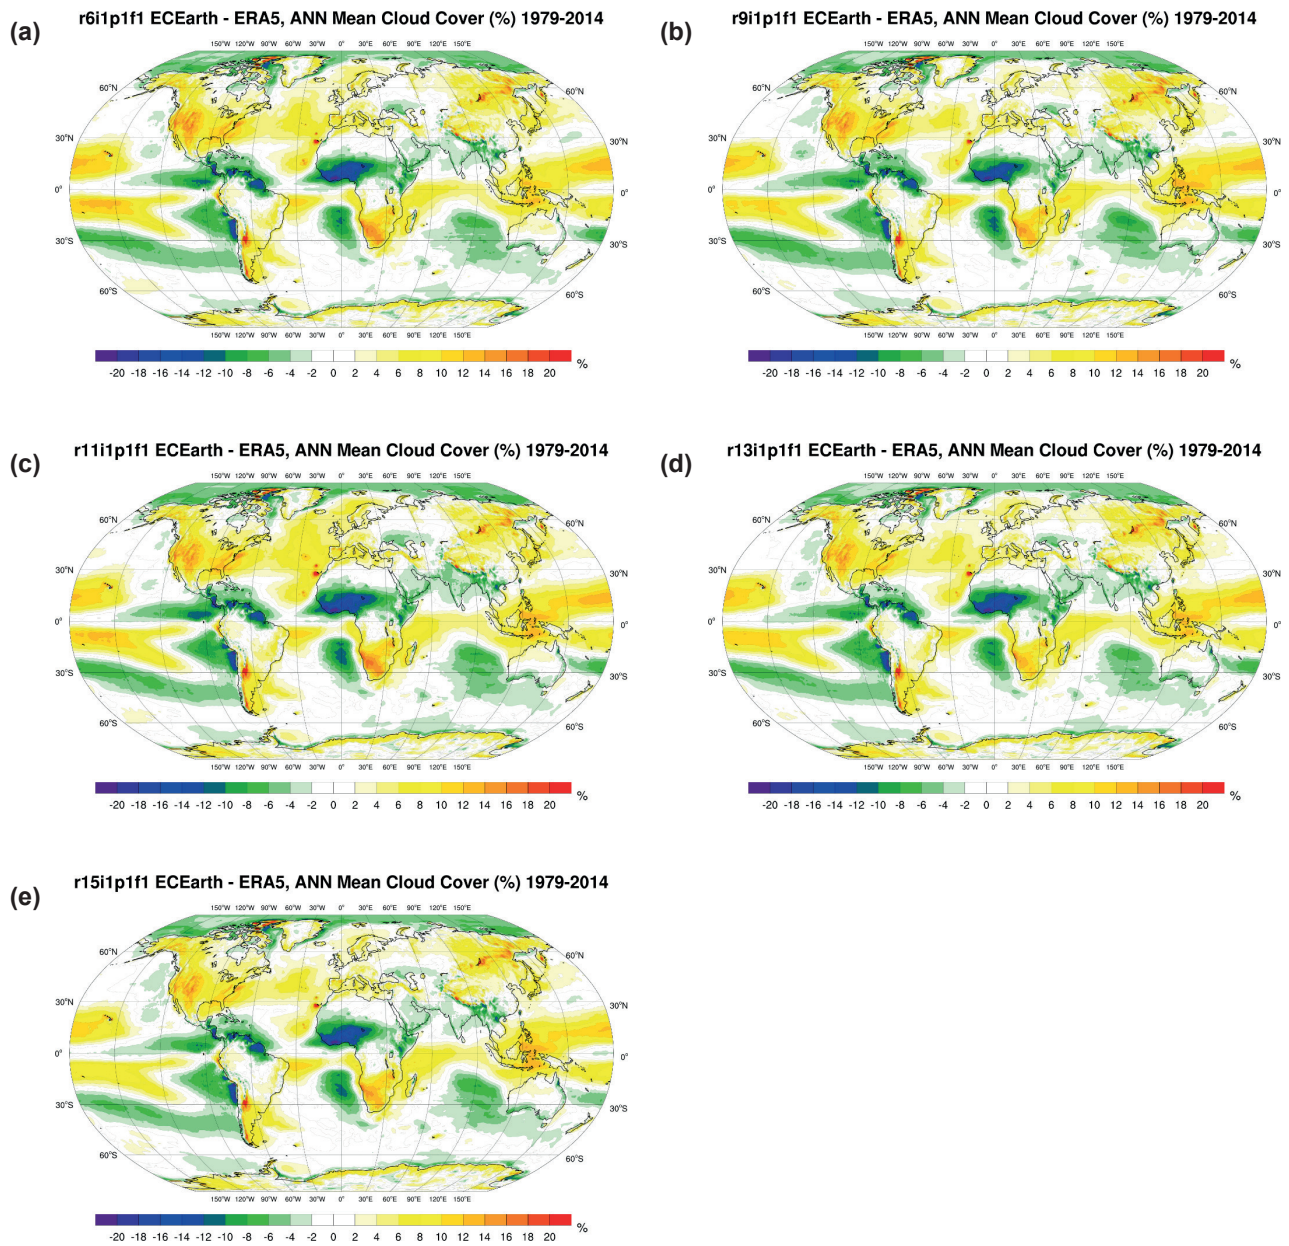 (a)
r6i1p1f1 ECEarth - ERA5, ANN Mean Cloud Cover (%) 1979-2014
150°W 120°W 90°W 60°W 30°W 0° 30°E 60°E 90°E 120°E 150°E
60°N 60°N
30°N 30°N
0° 0°
30°S 30°S
60°S 60°S
150°W 120°W 90°W 60°W 30°W 0° 30°E 60°E 90°E 120°E 150°E
-20 -18 -16 -14 -12 -10 -8 -6 -4 -2 0 2 4 6 8 10 12 14 16 18 20 %
(b)
r9i1p1f1 ECEarth - ERA5, ANN Mean Cloud Cover (%) 1979-2014
150°W 120°W 90°W 60°W 30°W 0° 30°E 60°E 90°E 120°E 150°E
60°N 60°N
30°N 30°N
0° 0°
30°S 30°S
60°S 60°S
150°W 120°W 90°W 60°W 30°W 0° 30°E 60°E 90°E 120°E 150°E
-20 -18 -16 -14 -12 -10 -8 -6 -4 -2 0 2 4 6 8 10 12 14 16 18 20 %
(c)
r11i1p1f1 ECEarth - ERA5, ANN Mean Cloud Cover (%) 1979-2014
150°W 120°W 90°W 60°W 30°W 0° 30°E 60°E 90°E 120°E 150°E
60°N 60°N
30°N 30°N
0° 0°
30°S 30°S
60°S 60°S
150°W 120°W 90°W 60°W 30°W 0° 30°E 60°E 90°E 120°E 150°E
-20 -18 -16 -14 -12 -10 -8 -6 -4 -2 0 2 4 6 8 10 12 14 16 18 20 %
(d)
r13i1p1f1 ECEarth - ERA5, ANN Mean Cloud Cover (%) 1979-2014
150°W 120°W 90°W 60°W 30°W 0° 30°E 60°E 90°E 120°E 150°E
60°N 60°N
30°N 30°N
0° 0°
30°S 30°S
60°S 60°S
150°W 120°W 90°W 60°W 30°W 0° 30°E 60°E 90°E 120°E 150°E
-20 -18 -16 -14 -12 -10 -8 -6 -4 -2 0 2 4 6 8 10 12 14 16 18 20 %
(e)
r15i1p1f1 ECEarth - ERA5, ANN Mean Cloud Cover (%) 1979-2014
150°W 120°W 90°W 60°W 30°W 0° 30°E 60°E 90°E 120°E 150°E
60°N 60°N
30°N 30°N
0° 0°
30°S 30°S
60°S 60°S
150°W 120°W 90°W 60°W 30°W 0° 30°E 60°E 90°E 120°E 150°E
-20 -18 -16 -14 -12 -10 -8 -6 -4 -2 0 2 4 6 8 10 12 14 16 18 20 %